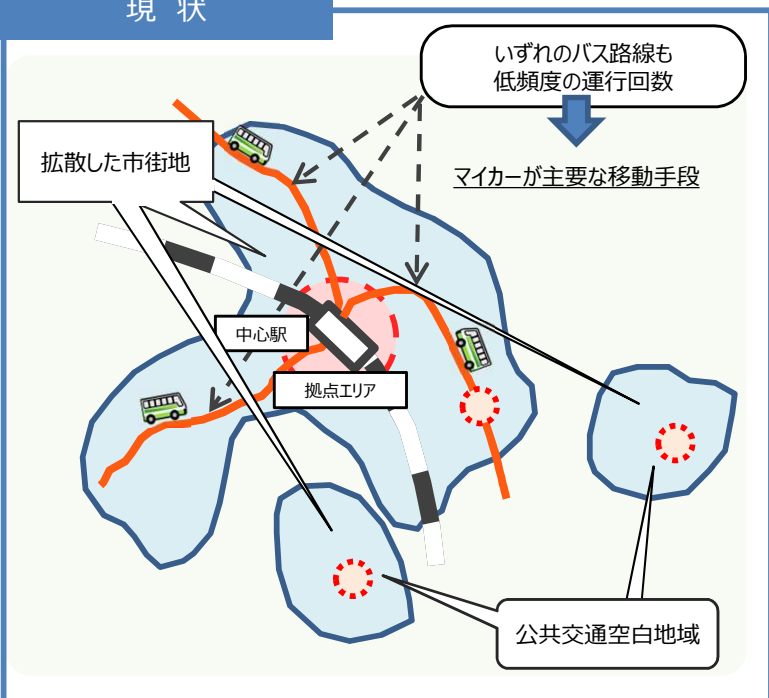 現 状
いずれのバス路線も
低頻度の運行回数
マイカーが主要な移動手段
拡散した市街地
中心駅
拠点エリア
公共交通空白地域